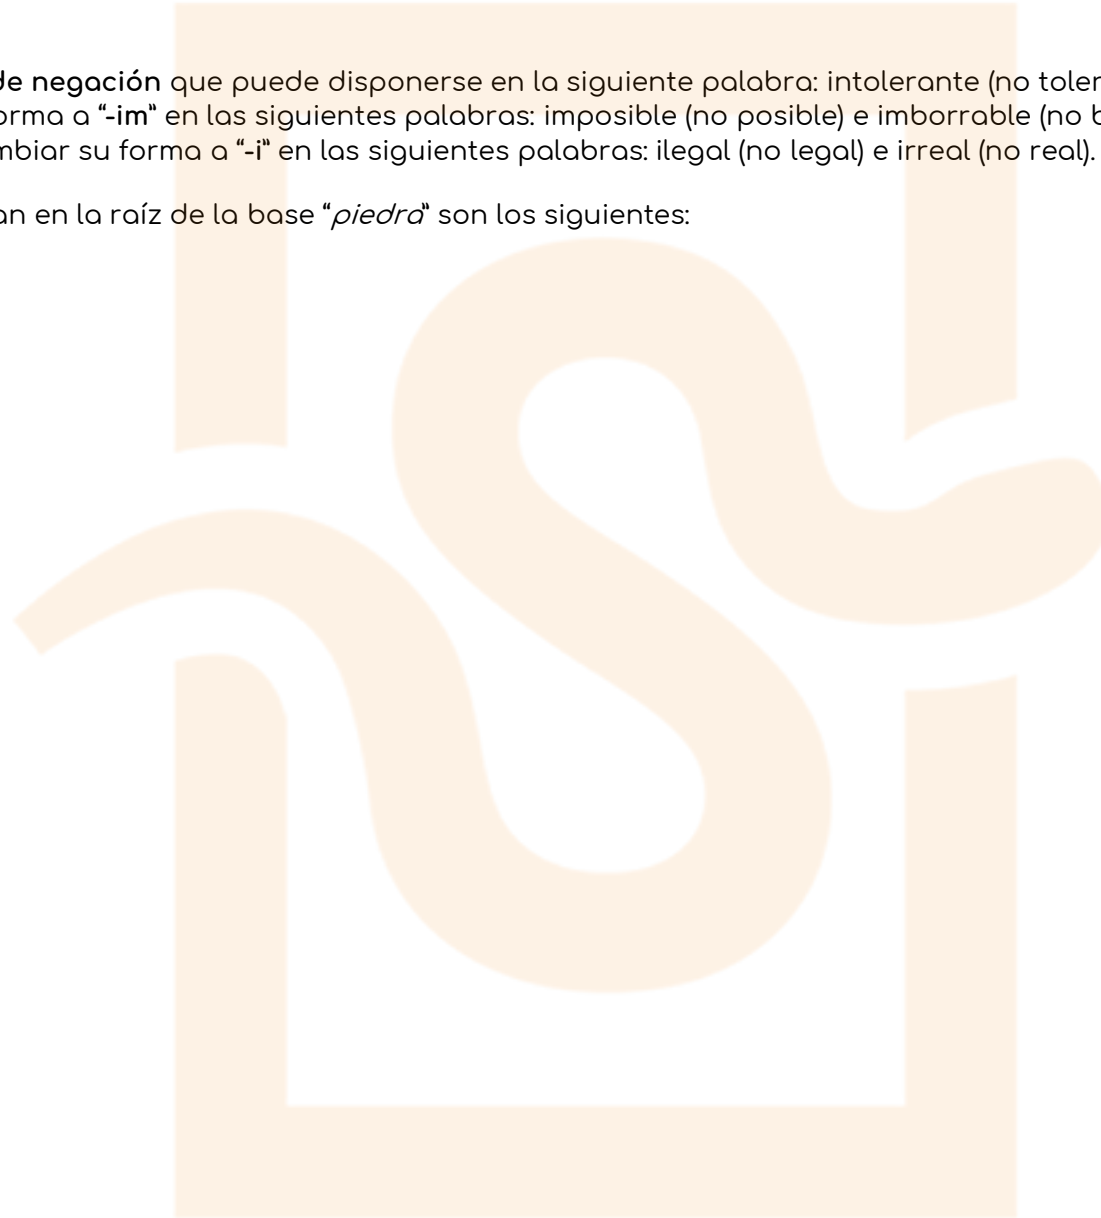 de negación que puede disponerse en la siguiente palabra: intolerante (no toler
orma a “-im” en las siguientes palabras: imposible (no posible) e imborrable (no b
mbiar su forma a “-i” en las siguientes palabras: ilegal (no legal) e irreal (no real).
an en la raíz de la base “piedra” son los siguientes: